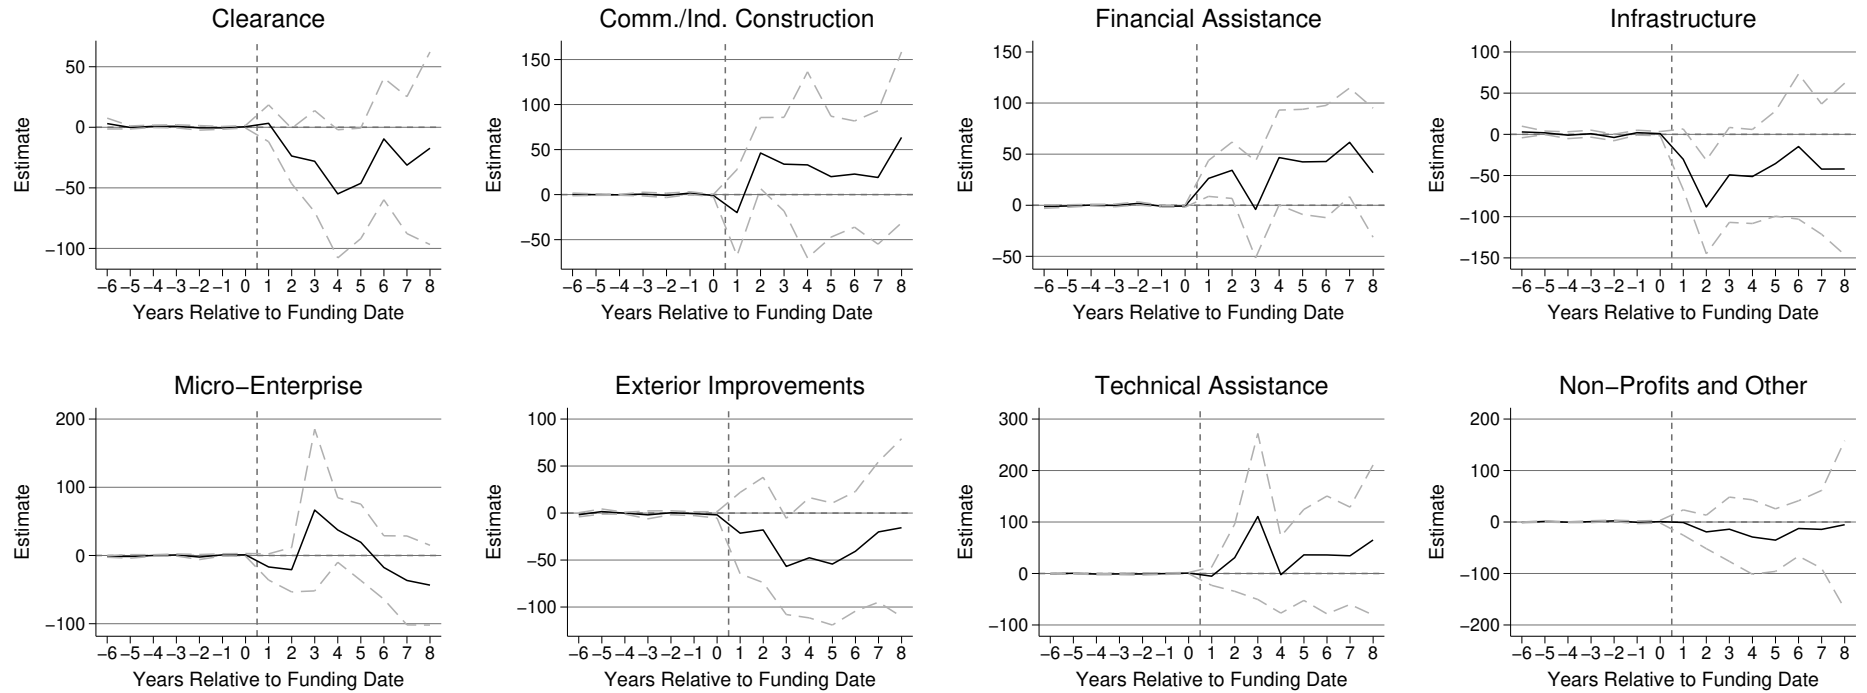 Clearance
Estimate
50
0
−50
−100
−6 −5 −4 −3 −2 −1 0 1 2 3 4 5 6 7 8
Years Relative to Funding Date
Comm./Ind. Construction
Estimate
150
100
50
0
−50
−6 −5 −4 −3 −2 −1 0 1 2 3 4 5 6 7 8
Years Relative to Funding Date
Financial Assistance
Estimate
150
100
50
0
−50
−6 −5 −4 −3 −2 −1 0 1 2 3 4 5 6 7 8
Years Relative to Funding Date
Infrastructure
Estimate
100
50
0
−50
−100
−150
−6 −5 −4 −3 −2 −1 0 1 2 3 4 5 6 7 8
Years Relative to Funding Date
Micro−Enterprise
Estimate
200
100
0
−100
−6 −5 −4 −3 −2 −1 0 1 2 3 4 5 6 7 8
Years Relative to Funding Date
Exterior Improvements
Estimate
100
50
0
−50
−100
−6 −5 −4 −3 −2 −1 0 1 2 3 4 5 6 7 8
Years Relative to Funding Date
Technical Assistance
Estimate
300
200
100
0
−100
−6 −5 −4 −3 −2 −1 0 1 2 3 4 5 6 7 8
Years Relative to Funding Date
Non−Profits and Other
Estimate
200
100
0
−100
−200
−6 −5 −4 −3 −2 −1 0 1 2 3 4 5 6 7 8
Years Relative to Funding Date